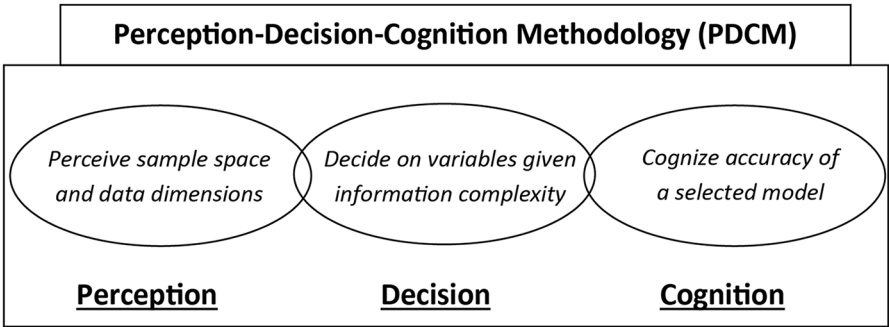 Perception-Decision-Cognition Methodology (PDCM)
Perceive sample space
and data dimensions
Decide on variables given
information complexity
Cognize accuracy of
a selected model
Perception
Decision
Cognition